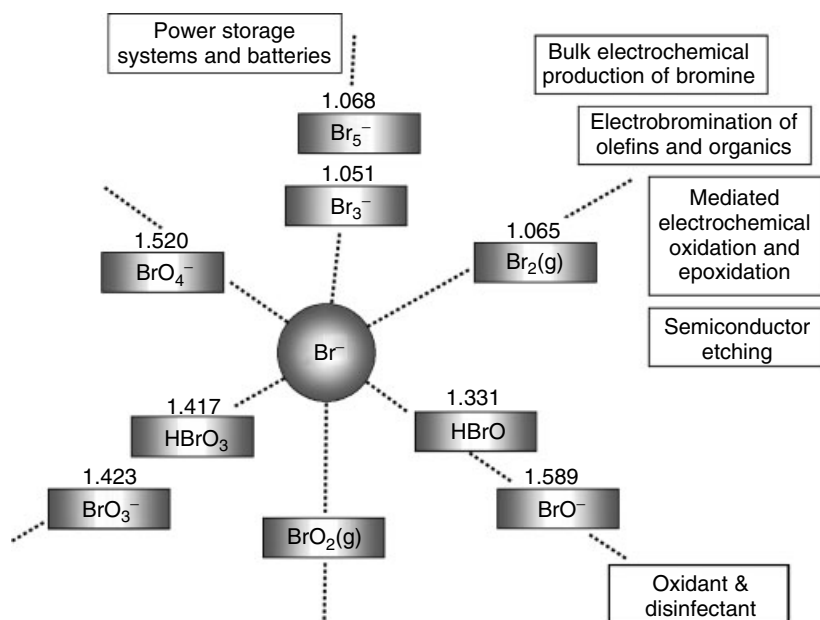 Power storage
systems and batteries
Bulk electrochemical
production of bromine
1.068
Br₅⁻
Electrobromination of
olefins and organics
1.051
Br₃⁻
Mediated
electrochemical
oxidation and
epoxidation
1.520
BrO₄⁻
1.065
Br₂(g)
Semiconductor
etching
Br⁻
1.417
HBrO₃
1.331
HBrO
1.423
BrO₃⁻
1.589
BrO⁻
BrO₂(g)
Oxidant &
disinfectant